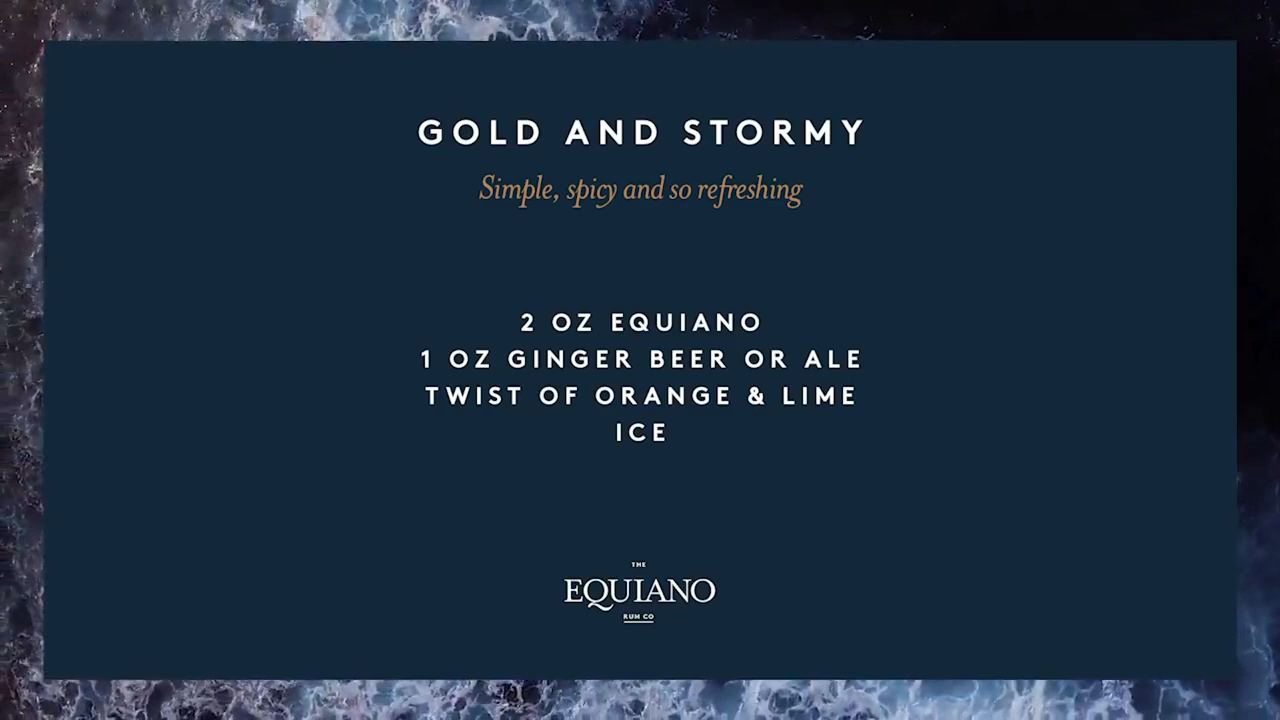 GOLD AND STORMY
Simple, spicy and so refreshing
2 OZ EQUIANO
1 OZ GINGER BEER OR ALE
TWIST OF ORANGE & LIME
ICE
THE
EQUIANO
RUM CO